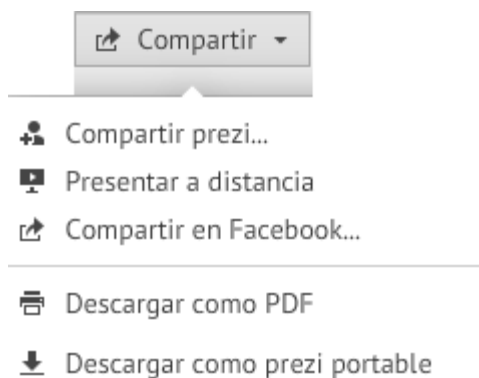 Compartir
Compartir prezi...
Presentar a distancia
Compartir en Facebook...
Descargar como PDF
Descargar como prezi portable